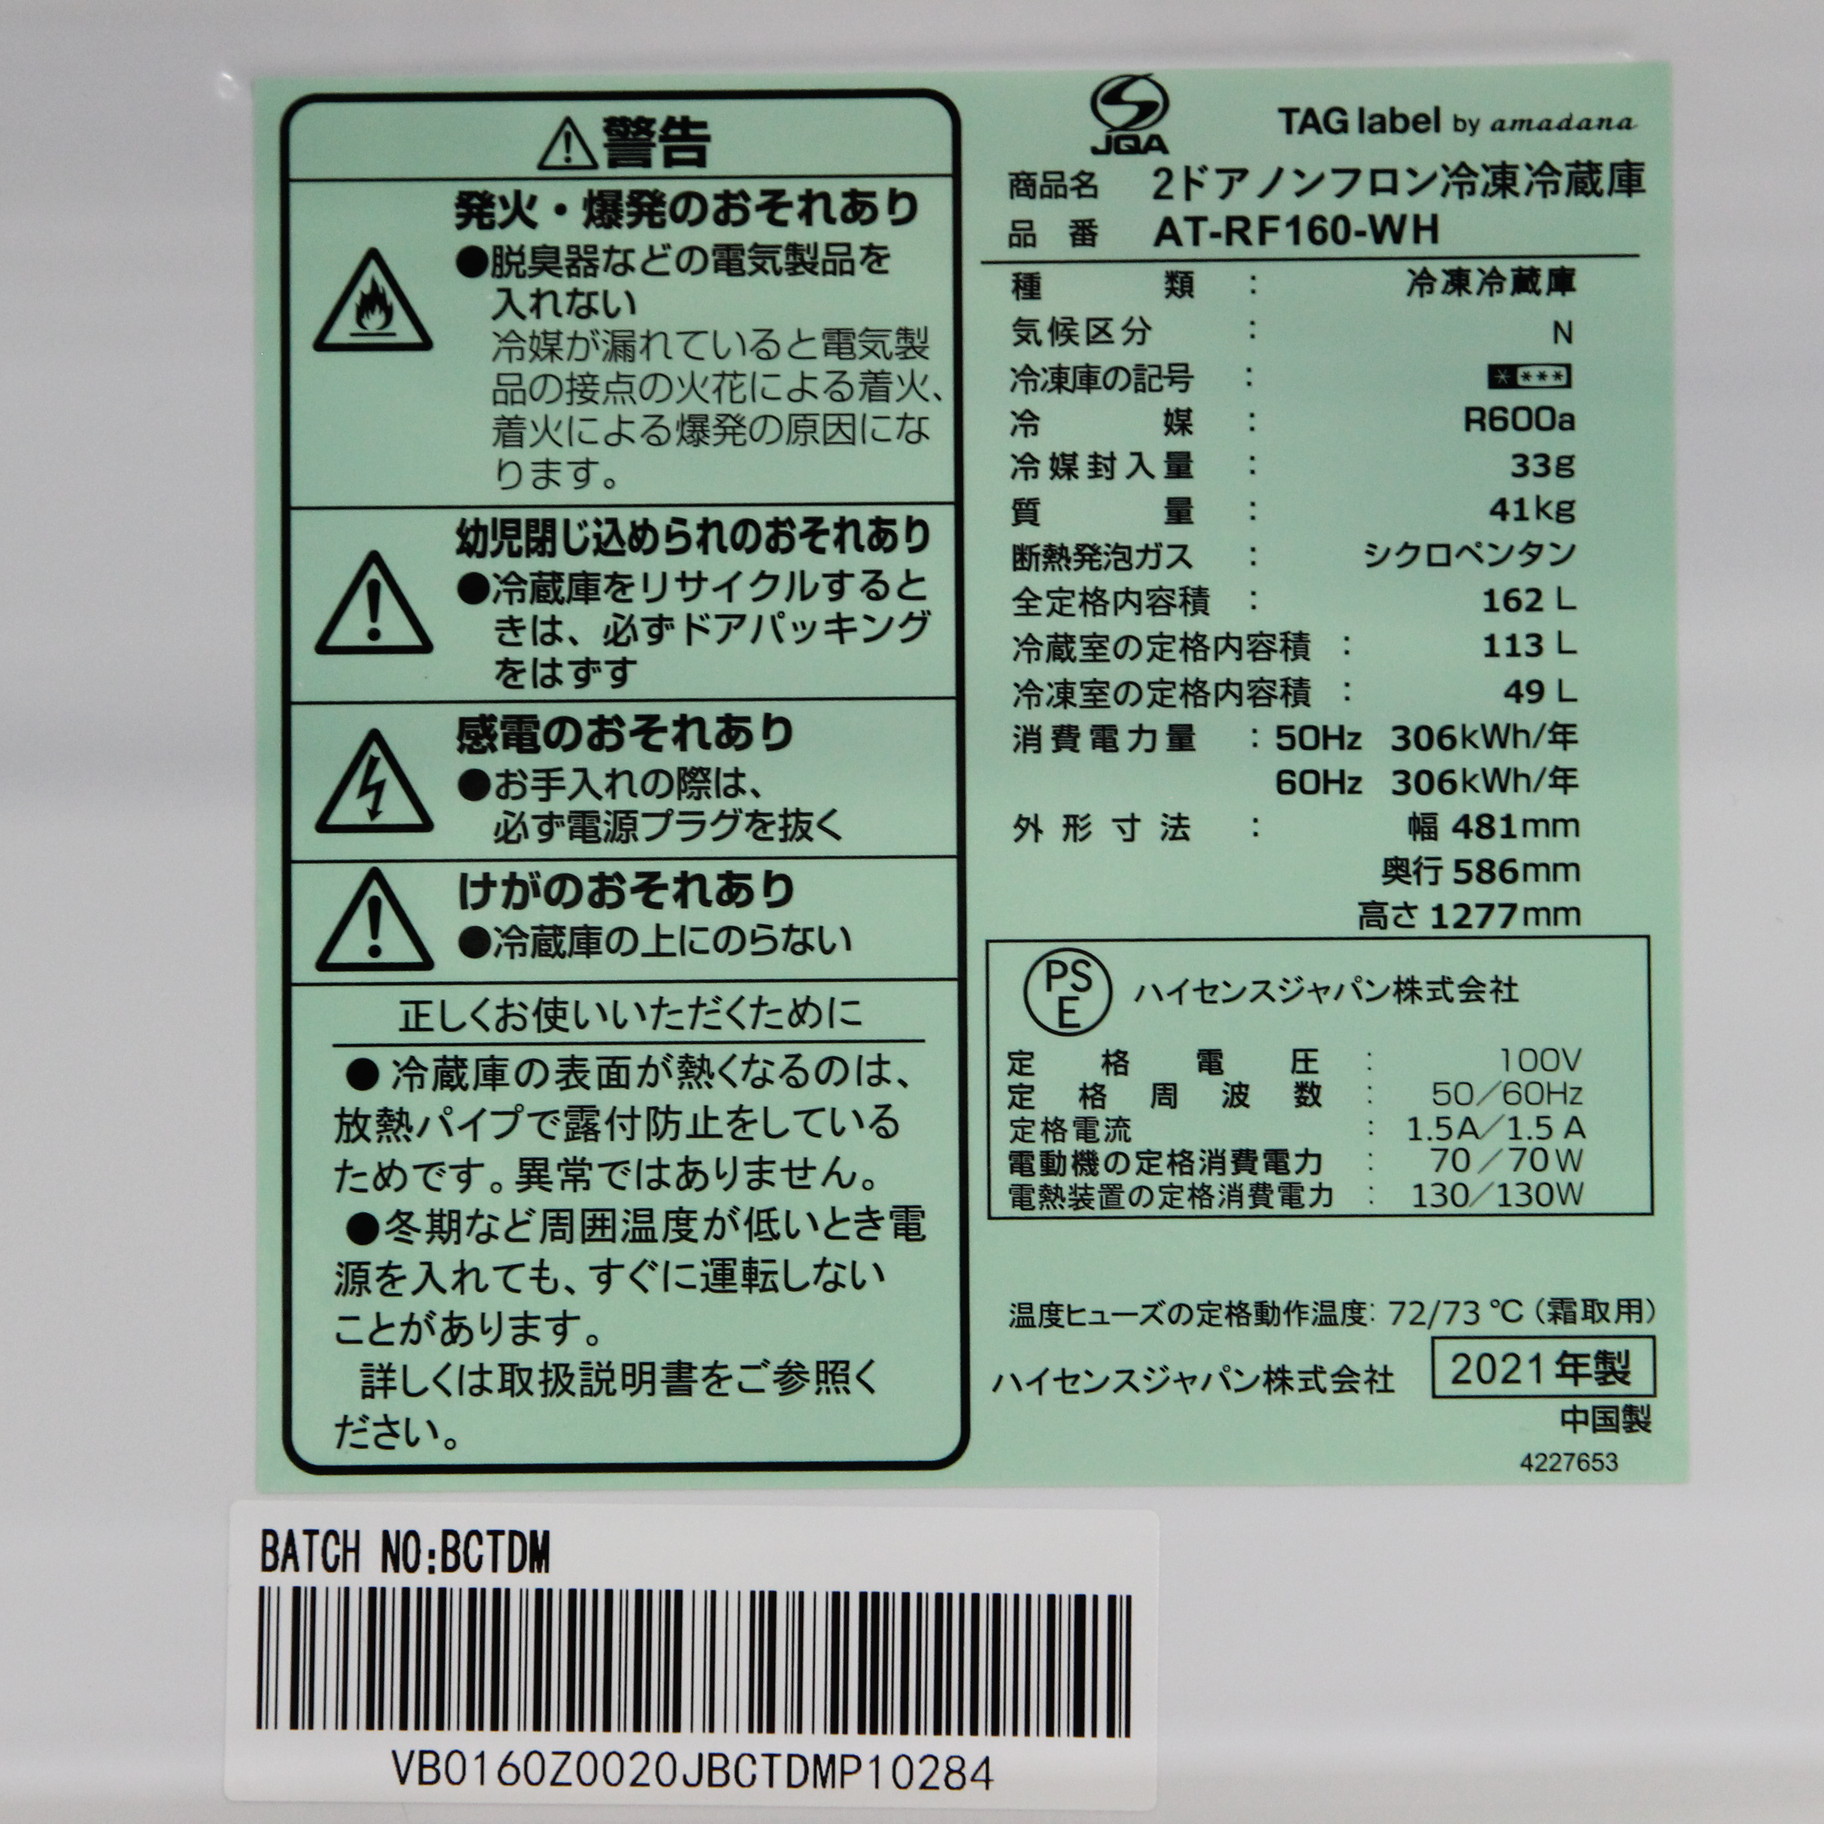 警告
発火・爆発のおそれあり
●脱臭器などの電気製品を
入れない
冷媒が漏れていると電気製
品の接点の火花による着火、
着火による爆発の原因にな
ります。
幼児閉じ込められのおそれあり
●冷蔵庫をリサイクルすると
きは、必ずドアパッキング
をはずす
感電のおそれあり
●お手入れの際は、
必ず電源プラグを抜く
けがのおそれあり
●冷蔵庫の上にのらない
正しくお使いいただくために
●冷蔵庫の表面が熱くなるのは、
放熱パイプで露付防止をしている
ためです。異常ではありません。
●冬期など周囲温度が低いとき電
源を入れても、すぐに運転しない
ことがあります。
詳しくは取扱説明書をご参照く
ださい。
JQA
TAG label by amadana
商品名 2ドアノンフロン冷凍冷蔵庫
品番 AT-RF160-WH
種類 : 冷凍冷蔵庫
気候区分 : N
冷凍庫の記号 : ****
冷媒 : R600a
冷媒封入量 : 33g
質量 : 41kg
断熱発泡ガス : シクロペンタン
全定格内容積 : 162 L
冷蔵室の定格内容積 : 113 L
冷凍室の定格内容積 : 49 L
消費電力量 : 50Hz 306kWh/年
60Hz 306kWh/年
外形寸法 : 幅 481mm
奥行 586mm
高さ 1277mm
PSE ハイセンスジャパン株式会社
定格電圧 : 100V
定格周波数 : 50/60Hz
定格電流 : 1.5A/1.5A
電動機の定格消費電力 : 70/70W
電熱装置の定格消費電力 : 130/130W
温度ヒューズの定格動作温度: 72/73℃(霜取用)
ハイセンスジャパン株式会社 2021年製
中国製
4227653
BATCH NO:BCTDM
VB0160Z0020JBCTDMP10284